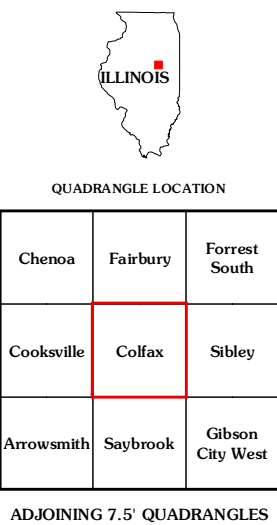 ILLINOIS
QUADRANGLE LOCATION
Chenoa
Fairbury
Forrest
South
Cooksville
Colfax
Sibley
Arrowsmith
Saybrook
Gibson
City West
ADJOINING 7.5' QUADRANGLES